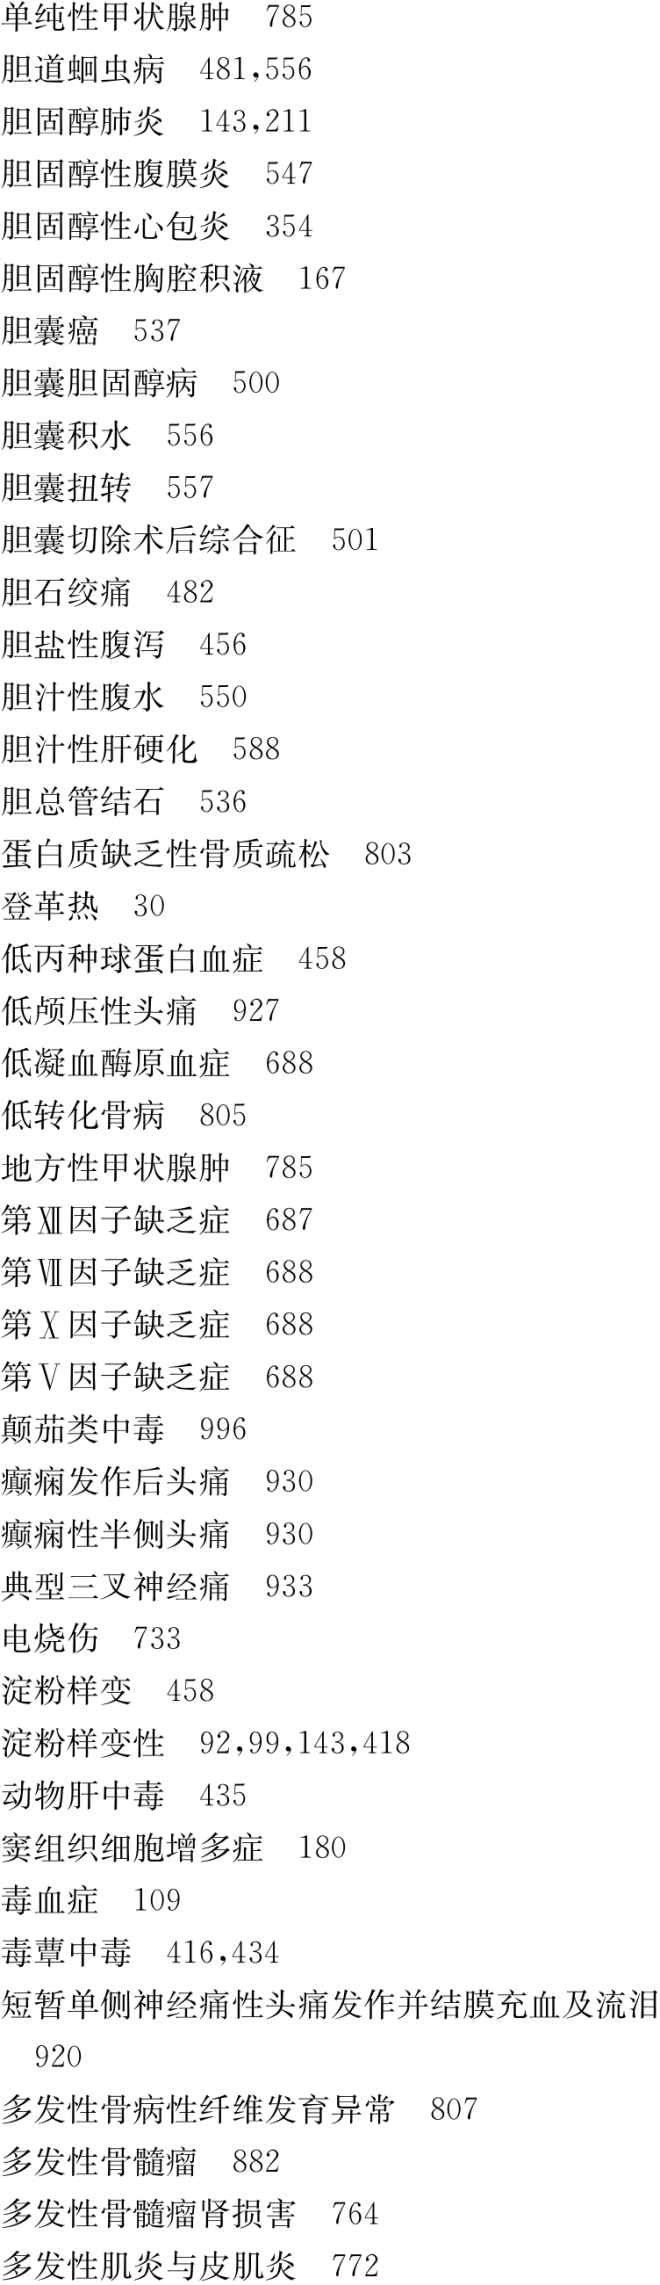 单纯性甲状腺肿　785
胆道蛔虫病　481,556
胆固醇肺炎　143,211
胆固醇性腹膜炎　547
胆固醇性心包炎　354
胆固醇性胸腔积液　167
胆囊癌　537
胆囊胆固醇病　500
胆囊积水　556
胆囊扭转　557
胆囊切除术后综合征　501
胆石绞痛　482
胆盐性腹泻　456
胆汁性腹水　550
胆汁性肝硬化　588
胆总管结石　536
蛋白质缺乏性骨质疏松　803
登革热　30
低丙种球蛋白血症　458
低颅压性头痛　927
低凝血酶原血症　688
低转化骨病　805
地方性甲状腺肿　785
第Ⅻ因子缺乏症　687
第Ⅶ因子缺乏症　688
第Ⅹ因子缺乏症　688
第Ⅴ因子缺乏症　688
颠茄类中毒　996
癫痫发作后头痛　930
癫痫性半侧头痛　930
典型三叉神经痛　933
电烧伤　733
淀粉样变　458
淀粉样变性　92,99,143,418
动物肝中毒　435
窦组织细胞增多症　180
毒血症　109
毒蕈中毒　416,434
短暂单侧神经痛性头痛发作并结膜充血及流泪
920
多发性骨病性纤维发育异常　807
多发性骨髓瘤　882
多发性骨髓瘤肾损害　764
多发性肌炎与皮肌炎　772